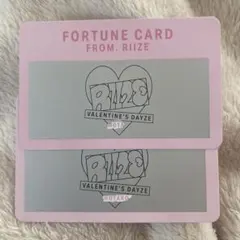 FORTUNE CARD
FROM. RIIZE
RIIZE
VALENTINE'S DAYZE
RIIZE
VALENTINE'S DAYZE